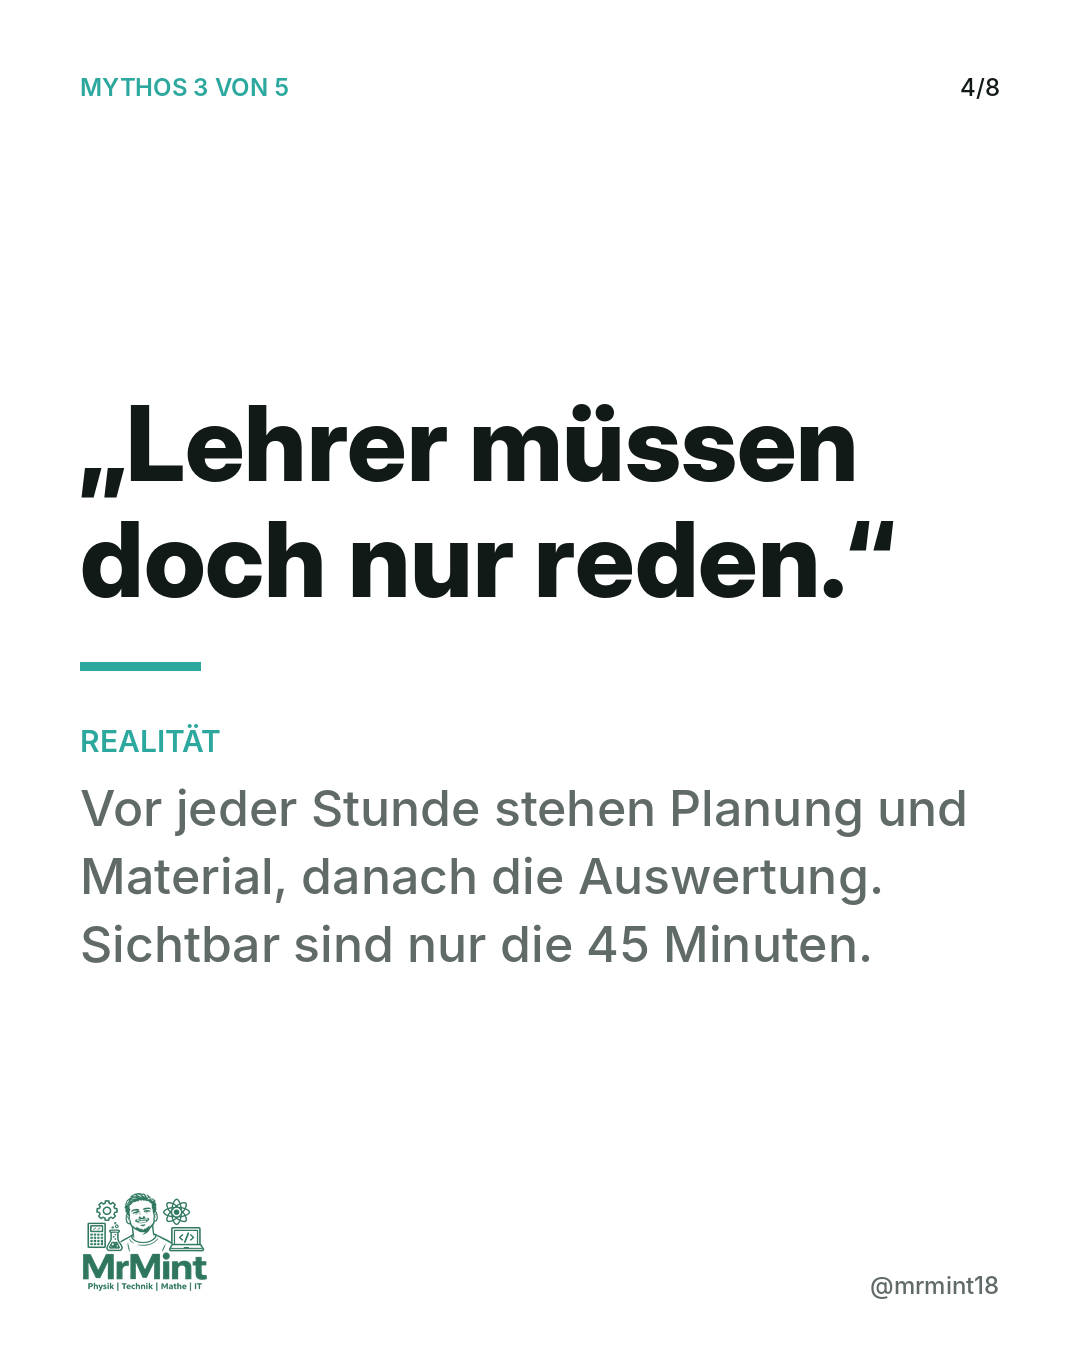 MYTHOS 3 VON 5
4/8
„Lehrer müssen
doch nur reden.“
REALITÄT
Vor jeder Stunde stehen Planung und
Material, danach die Auswertung.
Sichtbar sind nur die 45 Minuten.
MrMint
Physik | Technik | Mathe | IT
@mrmint18